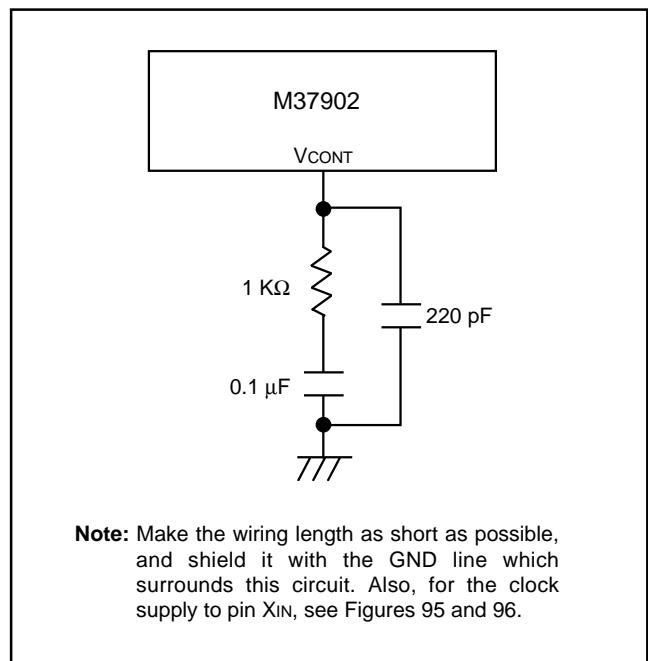 M37902
VCONT
1 KΩ
220 pF
0.1 μF
Note: Make the wiring length as short as possible,
and shield it with the GND line which
surrounds this circuit. Also, for the clock
supply to pin XIN, see Figures 95 and 96.